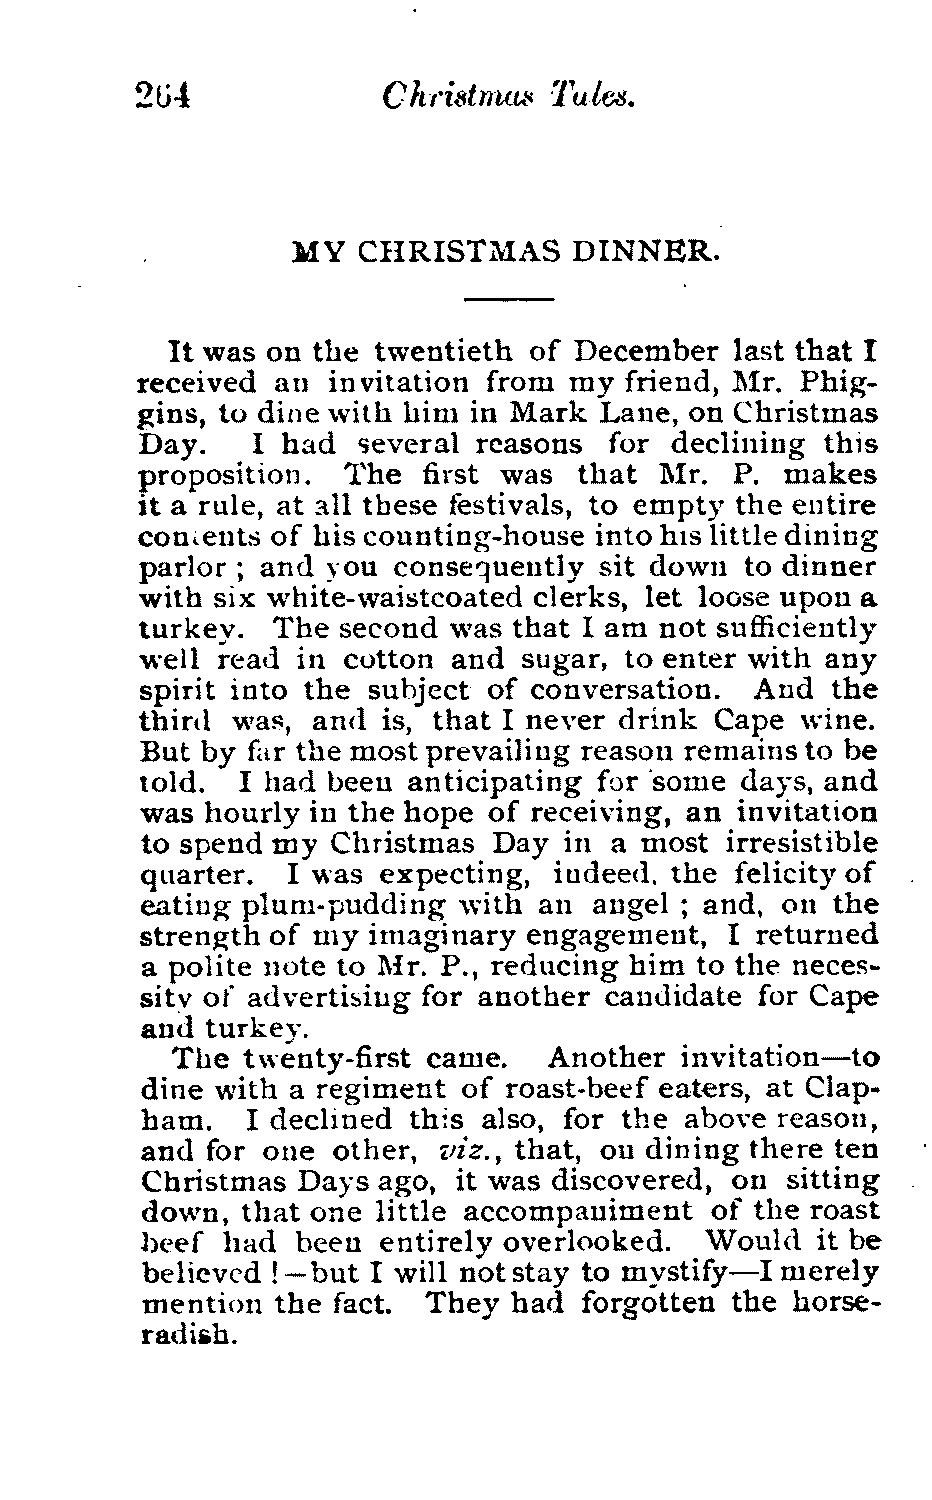 264 Christmas Tales.
MY CHRISTMAS DINNER.
It was on the twentieth of December last that I
received an invitation from my friend, Mr. Phig-
gins, to dine with him in Mark Lane, on Christmas
Day. I had several reasons for declining this
proposition. The first was that Mr. P. makes
it a rule, at all these festivals, to empty the entire
contents of his counting-house into his little dining
parlor ; and you consequently sit down to dinner
with six white-waistcoated clerks, let loose upon a
turkey. The second was that I am not sufficiently
well read in cotton and sugar, to enter with any
spirit into the subject of conversation. And the
third was, and is, that I never drink Cape wine.
But by far the most prevailing reason remains to be
told. I had been anticipating for some days, and
was hourly in the hope of receiving, an invitation
to spend my Christmas Day in a most irresistible
quarter. I was expecting, indeed, the felicity of
eating plum-pudding with an angel ; and, on the
strength of my imaginary engagement, I returned
a polite note to Mr. P., reducing him to the neces-
sity of advertising for another candidate for Cape
and turkey.
The twenty-first came. Another invitation—to
dine with a regiment of roast-beef eaters, at Clap-
ham. I declined this also, for the above reason,
and for one other, viz., that, on dining there ten
Christmas Days ago, it was discovered, on sitting
down, that one little accompaniment of the roast
beef had been entirely overlooked. Would it be
believed !—but I will not stay to mystify—I merely
mention the fact. They had forgotten the horse-
radish.